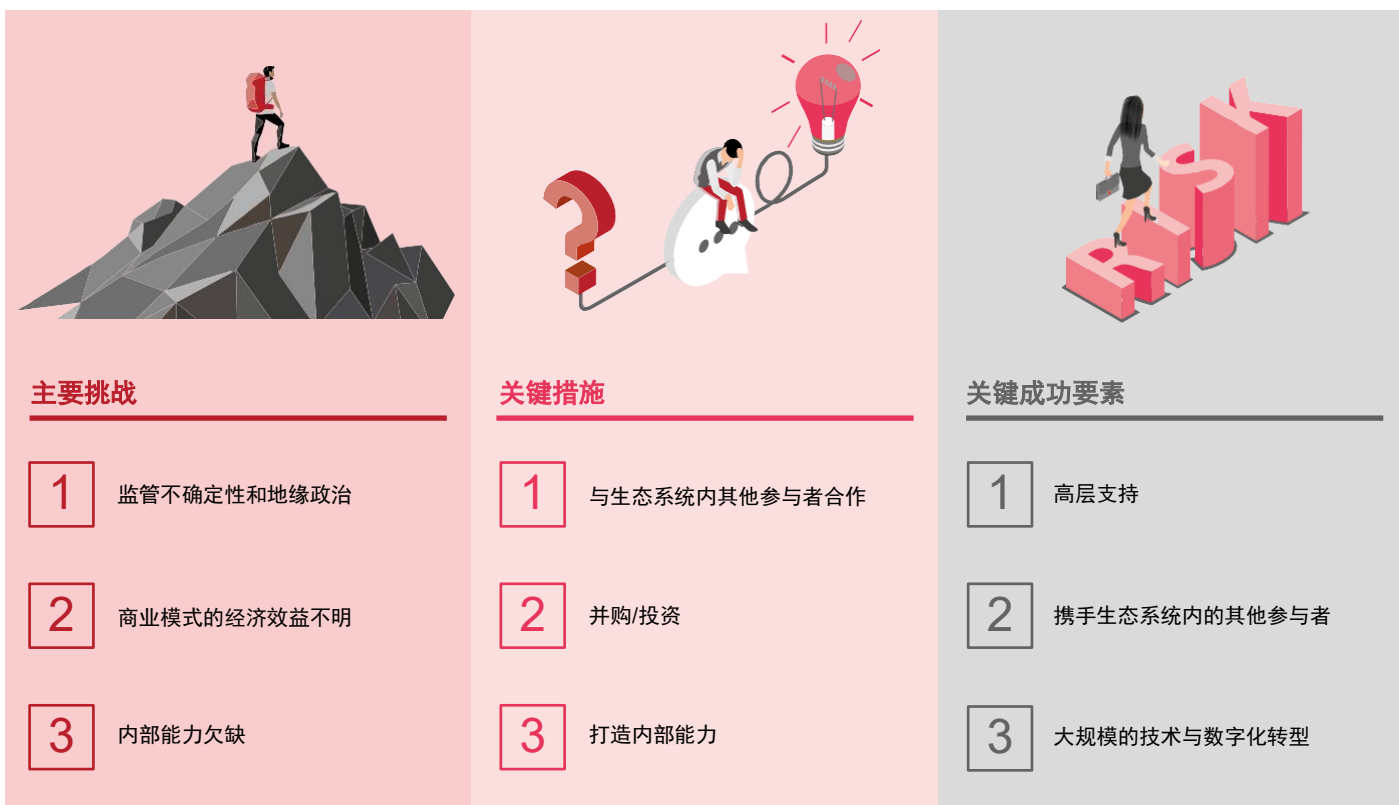 RISK
主要挑战
1 监管不确定性和地缘政治
2 商业模式的经济效益不明
3 内部能力欠缺
关键措施
1 与生态系统内其他参与者合作
2 并购/投资
3 打造内部能力
关键成功要素
1 高层支持
2 携手生态系统内的其他参与者
3 大规模的技术与数字化转型